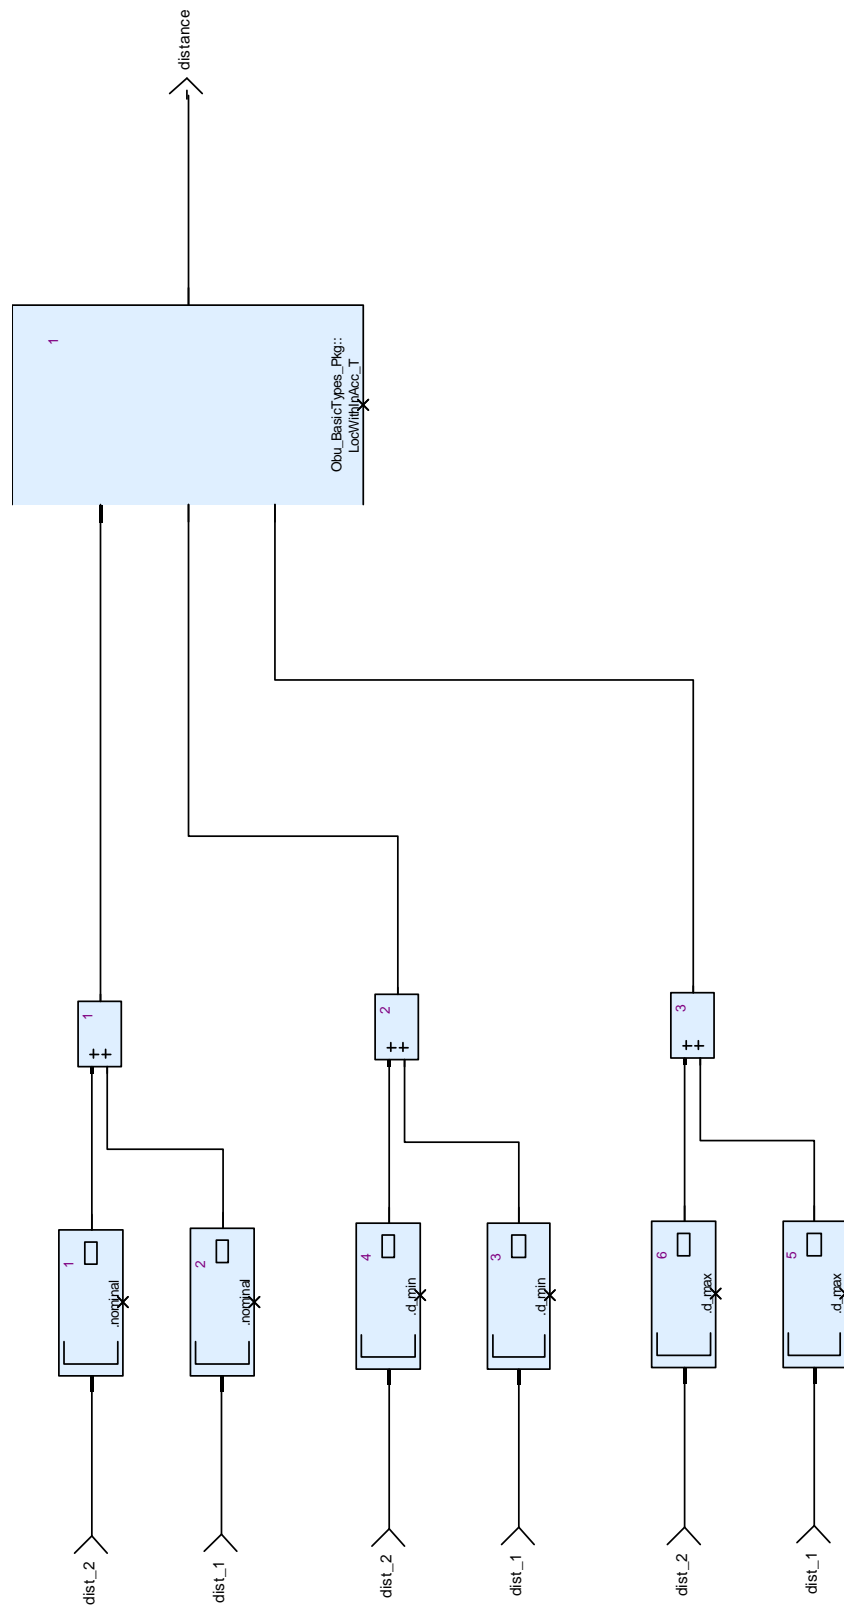 distance
1
Obu_BasicTypes_Pkg::
LocWithInAcc_T
1
++
2
++
3
++
1
.nominal
2
.nominal
4
.d_min
3
.d_min
6
.d_max
5
.d_max
dist_2
dist_1
dist_2
dist_1
dist_2
dist_1